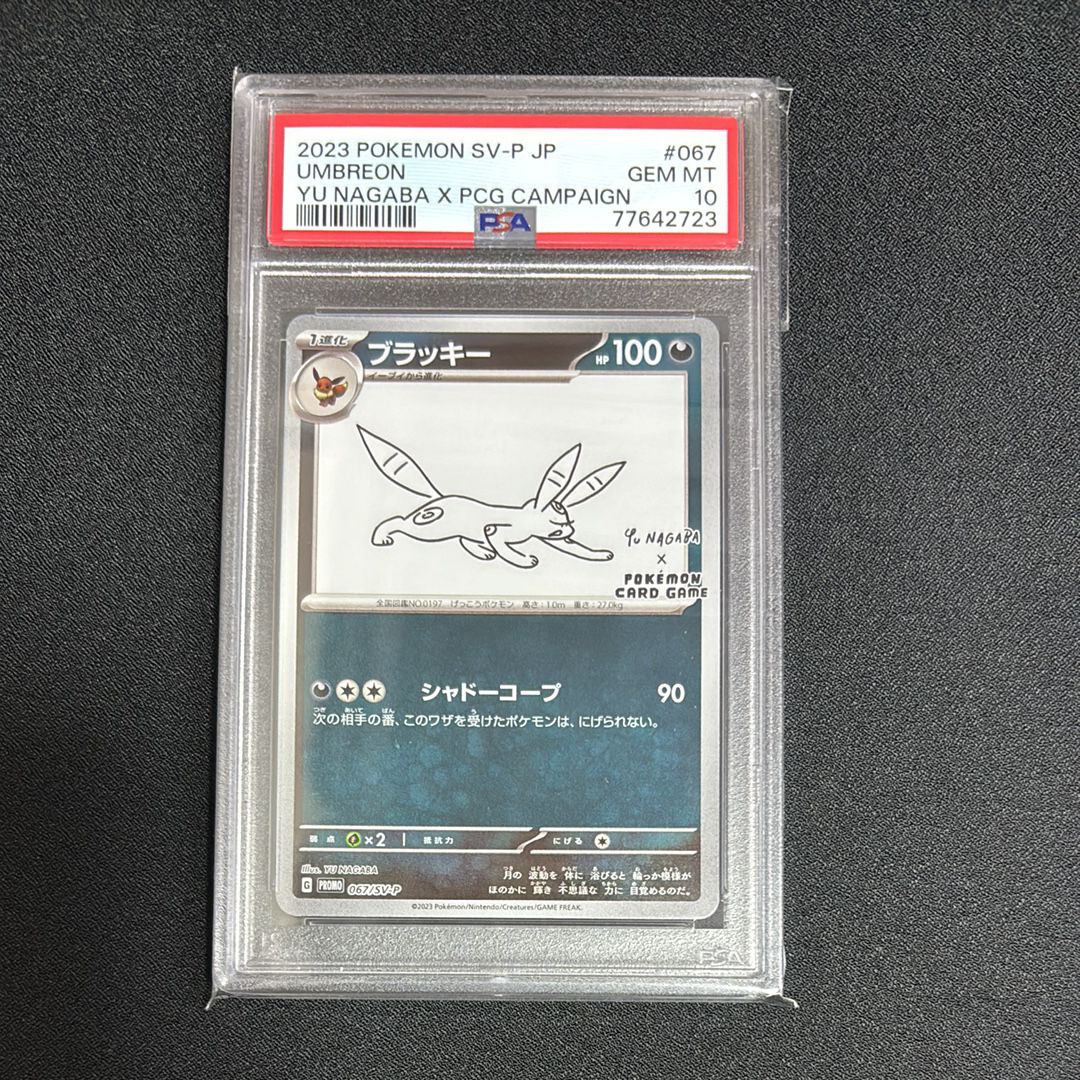 2023 POKEMON SV-P JP #067
UMBREON GEM MT
YU NAGABA X PCG CAMPAIGN 10
PSA 77642723
1進化 ブラッキー HP 100
イーブイから進化
Yu NAGABA
x
POKÉMON
CARD GAME
全国図鑑NO.0197 げっこうポケモン 高さ:1.0m 重さ:27.0kg
シャドークロープ 90
次の相手の番、このワザを受けたポケモンは、にげられない。
弱点 ×2 抵抗力 にげる
月の波動を体に浴びると輪っか模様が
ほのかに輝き不思議な力に目覚めるのだ。
Illus. YU NAGABA
G PROMO 067/SV-P
©2023 Pokémon/Nintendo/Creatures/GAME FREAK.
PSA